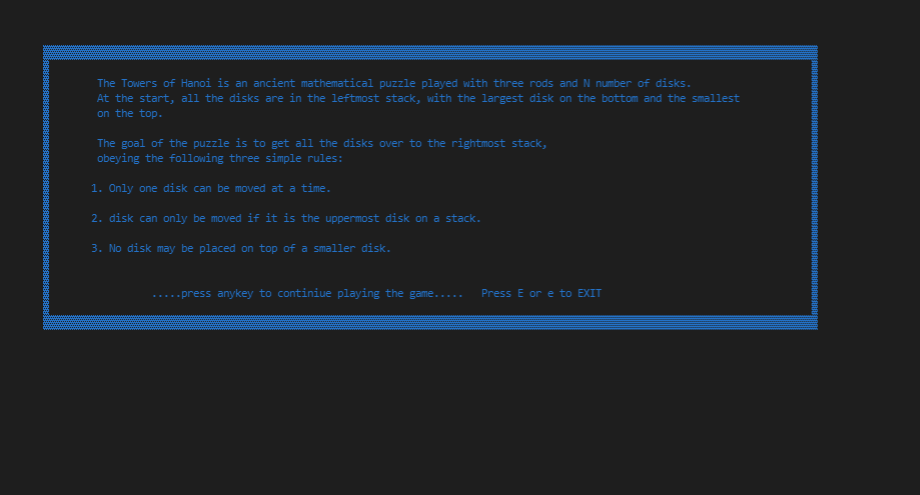 The Towers of Hanoi is an ancient mathematical puzzle played with three rods and N number of disks.
At the start, all the disks are in the leftmost stack, with the largest disk on the bottom and the smallest
on the top.
The goal of the puzzle is to get all the disks over to the rightmost stack,
obeying the following three simple rules:
1. Only one disk can be moved at a time.
2. disk can only be moved if it is the uppermost disk on a stack.
3. No disk may be placed on top of a smaller disk.
.....press anykey to continiue playing the game.....   Press E or e to EXIT